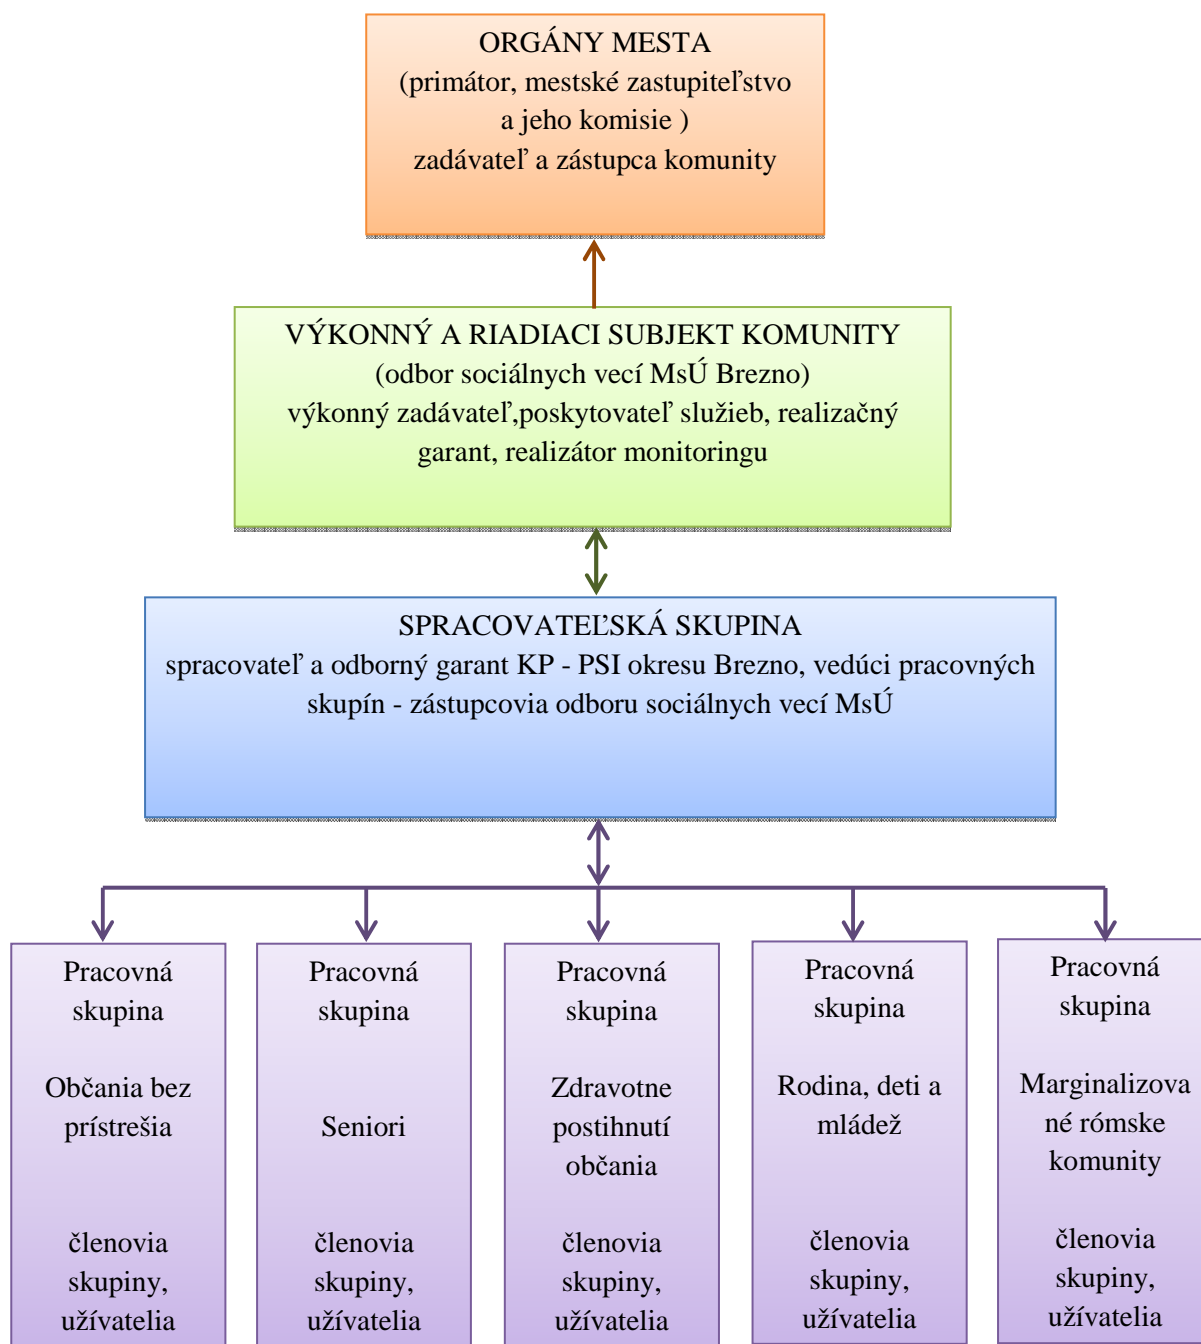 ORGÁNY MESTA
(primátor, mestské zastupiteľstvo
a jeho komisie )
zadávateľ a zástupca komunity
VÝKONNÝ A RIADIACI SUBJEKT KOMUNITY
(odbor sociálnych vecí MsÚ Brezno)
výkonný zadávateľ,poskytovateľ služieb, realizačný
garant, realizátor monitoringu
SPRACOVATEĽSKÁ SKUPINA
spracovateľ a odborný garant KP - PSI okresu Brezno, vedúci pracovných
skupín - zástupcovia odboru sociálnych vecí MsÚ
Pracovná
skupina
Občania bez
prístrešia
členovia
skupiny,
užívatelia
Pracovná
skupina
Seniori
členovia
skupiny,
užívatelia
Pracovná
skupina
Zdravotne
postihnutí
občania
členovia
skupiny,
užívatelia
Pracovná
skupina
Rodina, deti a
mládež
členovia
skupiny,
užívatelia
Pracovná
skupina
Marginalizova
né rómske
komunity
členovia
skupiny,
užívatelia